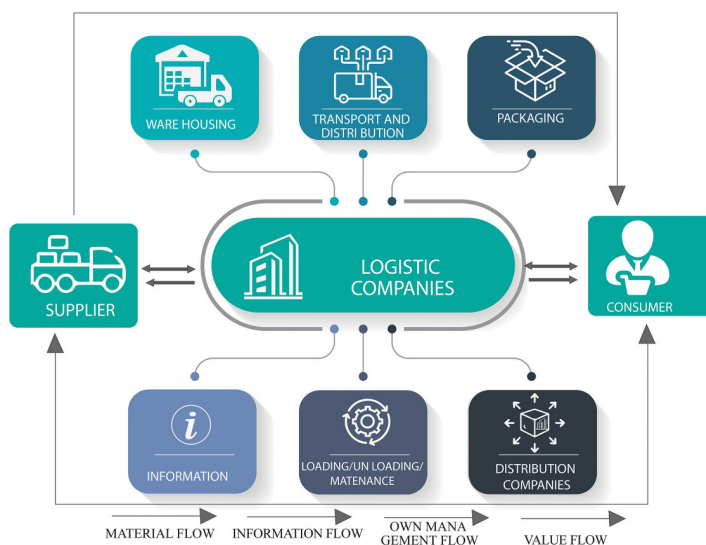 WARE HOUSING
TRANSPORT AND
DISTRI BUTION
PACKAGING
SUPPLIER
LOGISTIC
COMPANIES
CONSUMER
i
INFORMATION
LOADING/UN LOADING/
MATENANCE
DISTRIBUTION
COMPANIES
MATERIAL FLOW
INFORMATION FLOW
OWN MANA
GEMENT FLOW
VALUE FLOW